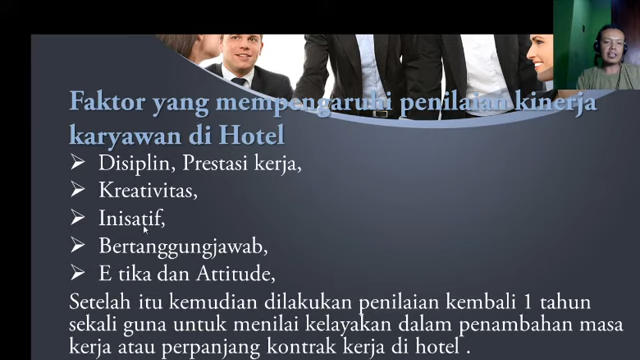 Faktor yang mempengaruhi penilaian kinerja
karyawan di Hotel
➢ Disiplin, Prestasi kerja,
➢ Kreativitas,
➢ Inisatif,
➢ Bertanggungjawab,
➢ E tika dan Attitude,
Setelah itu kemudian dilakukan penilaian kembali 1 tahun
sekali guna untuk menilai kelayakan dalam penambahan masa
kerja atau perpanjang kontrak kerja di hotel .